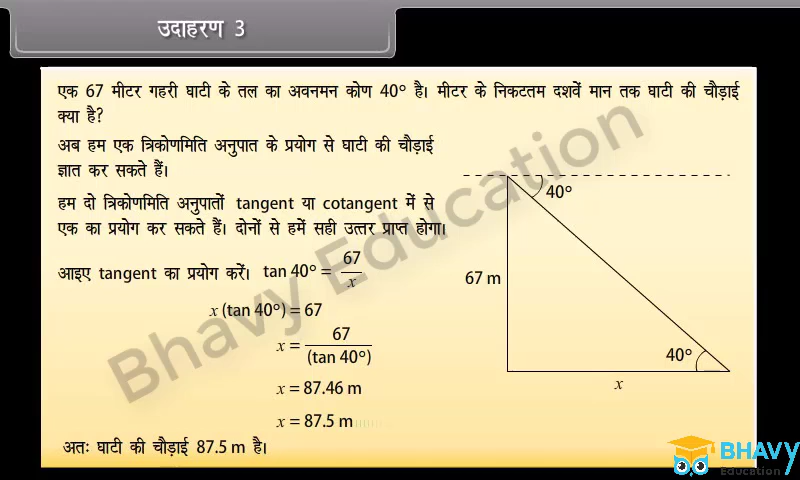 उदाहरण 3
एक 67 मीटर गहरी घाटी के तल का अवनमन कोण 40° है। मीटर के निकटतम दशवें मान तक घाटी की चौड़ाई
क्या है?
अब हम एक त्रिकोणमिति अनुपात के प्रयोग से घाटी की चौड़ाई
ज्ञात कर सकते हैं।
हम दो त्रिकोणमिति अनुपातों tangent या cotangent में से
एक का प्रयोग कर सकते हैं। दोनों से हमें सही उत्तर प्राप्त होगा।
आइए tangent का प्रयोग करें। tan 40° = 67/x
x (tan 40°) = 67
x = 67/(tan 40°)
x = 87.46 m
x = 87.5 m
अतः घाटी की चौड़ाई 87.5 m है।
40°
67 m
40°
x
Bhavy Education
BHAVY
Education